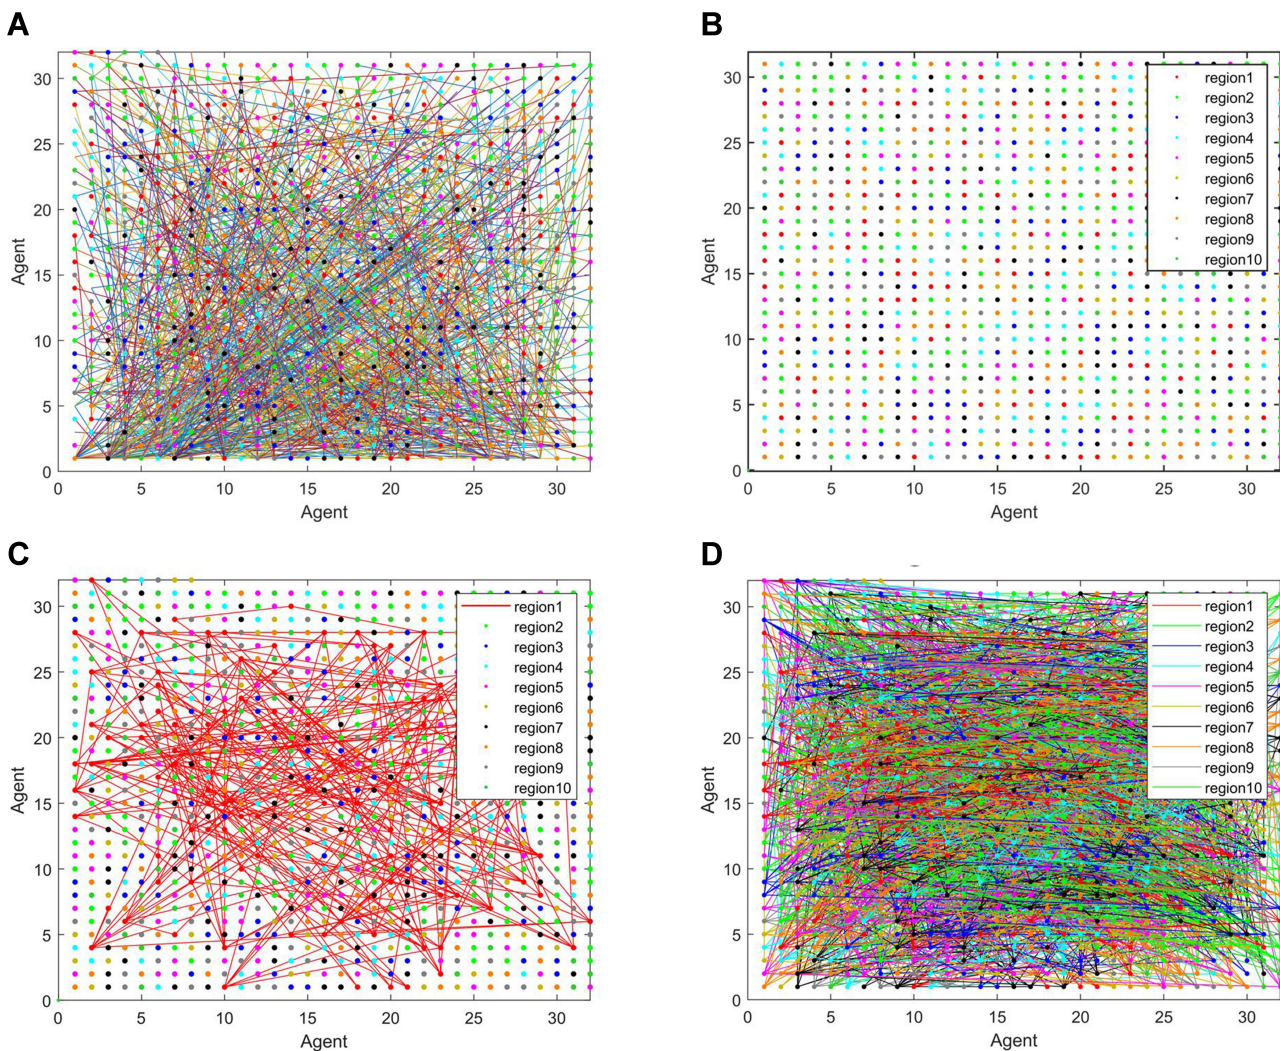 A
30
25
20
15
10
5
0
0 5 10 15 20 25 30
Agent
Agent
B
30
25
20
15
10
5
0
0 5 10 15 20 25 30
Agent
Agent
region1
region2
region3
region4
region5
region6
region7
region8
region9
region10
C
30
25
20
15
10
5
0
0 5 10 15 20 25 30
Agent
Agent
region1
region2
region3
region4
region5
region6
region7
region8
region9
region10
D
30
25
20
15
10
5
0
0 5 10 15 20 25 30
Agent
Agent
region1
region2
region3
region4
region5
region6
region7
region8
region9
region10